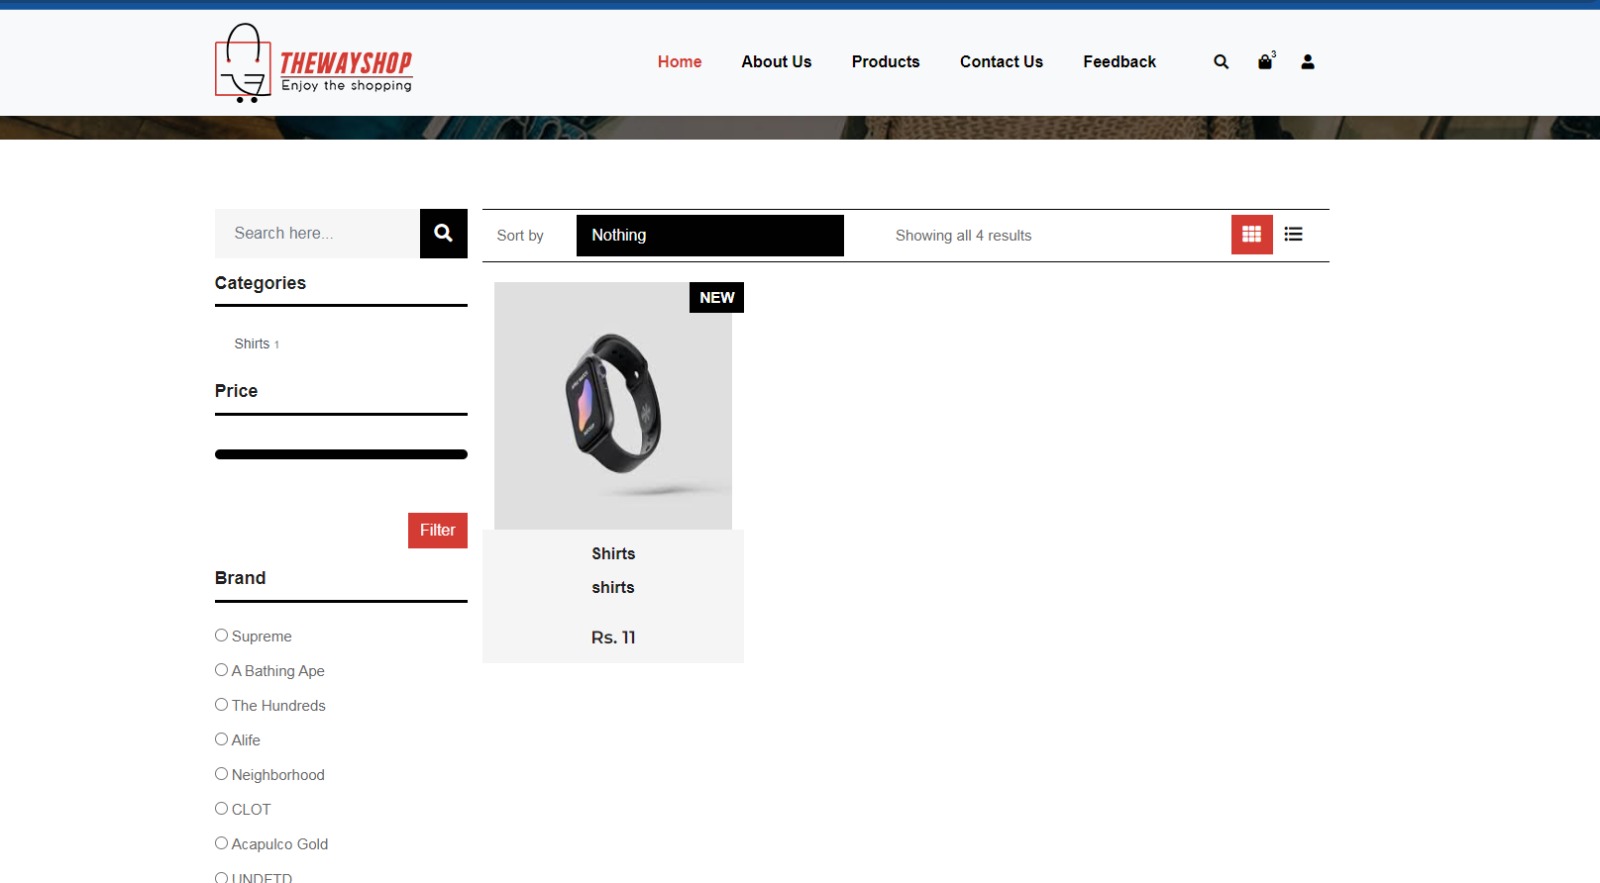 THEWAYSHOP
Enjoy the shopping
Home
About Us
Products
Contact Us
Feedback
3
Search here...
Sort by
Nothing
Showing all 4 results
Categories
Shirts 1
Price
Filter
Brand
Supreme
A Bathing Ape
The Hundreds
Alife
Neighborhood
CLOT
Acapulco Gold
UNDFTD
NEW
Shirts
shirts
Rs. 11